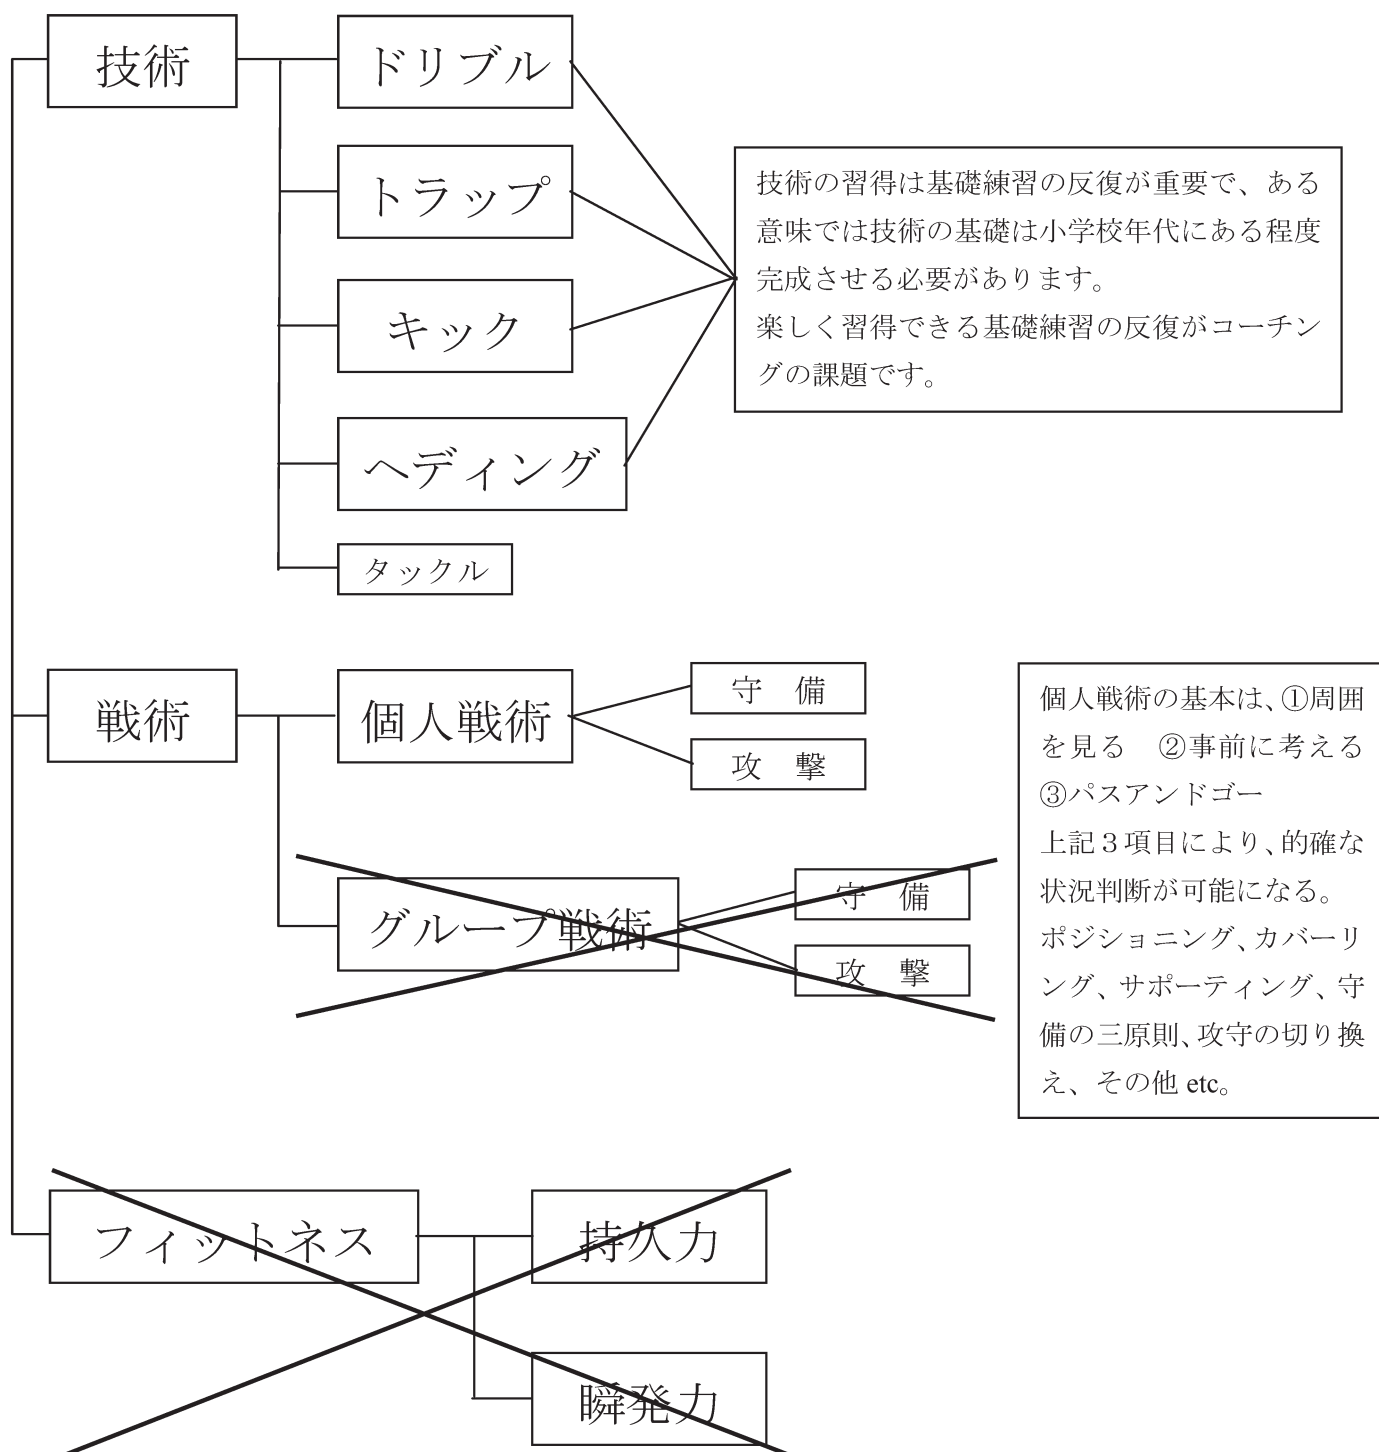 技術
ドリブル
トラップ
キック
ヘディング
タックル
技術の習得は基礎練習の反復が重要で、ある
意味では技術の基礎は小学校年代にある程度
完成させる必要があります。
楽しく習得できる基礎練習の反復がコーチン
グの課題です。
戦術
個人戦術
守　備
攻　撃
グループ戦術
守　備
攻　撃
個人戦術の基本は、①周囲
を見る　②事前に考える
③パスアンドゴー
上記３項目により、的確な
状況判断が可能になる。
ポジショニング、カバーリ
ング、サポーティング、守
備の三原則、攻守の切り換
え、その他 etc。
フィットネス
持久力
瞬発力